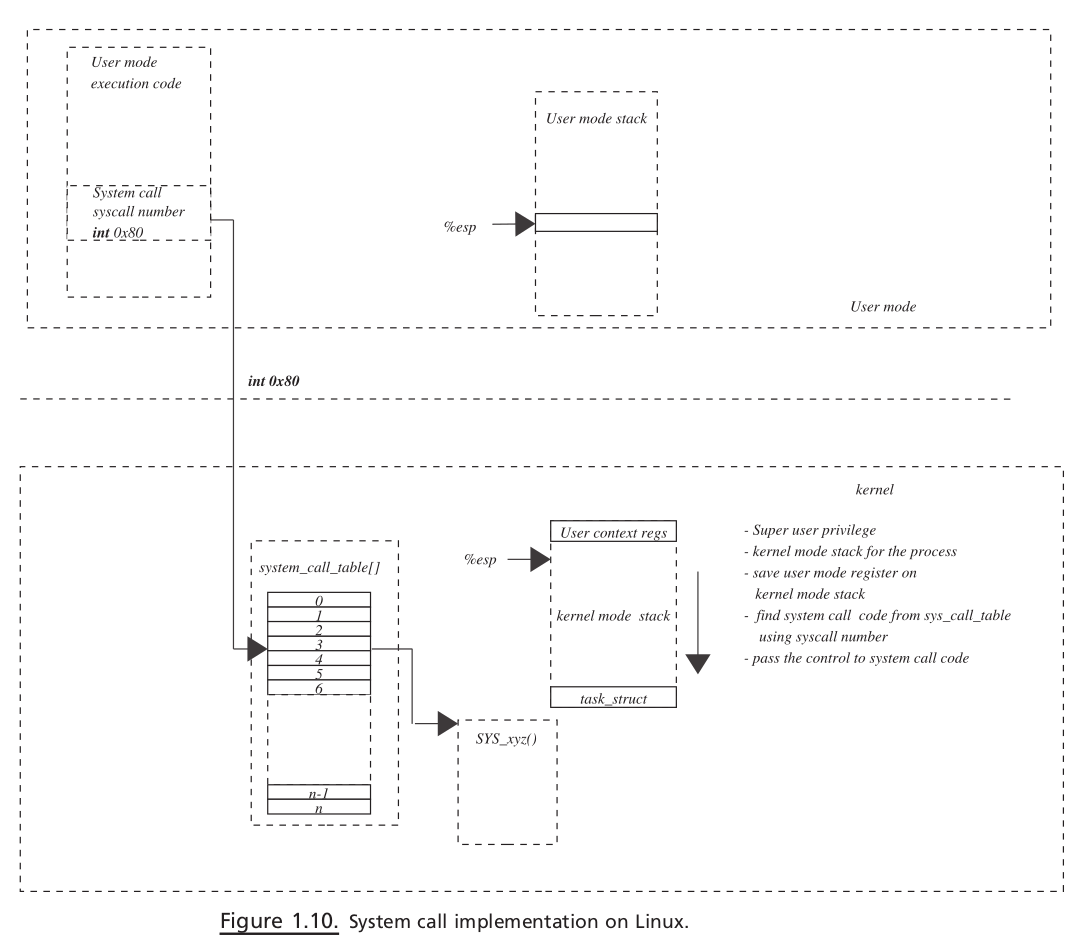 User mode
execution code
System call
syscall number
int 0x80
User mode stack
%esp
User mode
int 0x80
kernel
system_call_table[]
0
1
2
3
4
5
6
n-1
n
SYS_xyz()
User context regs
%esp
kernel mode stack
task_struct
- Super user privilege
- kernel mode stack for the process
- save user mode register on
kernel mode stack
- find system call code from sys_call_table
using syscall number
- pass the control to system call code
Figure 1.10. System call implementation on Linux.